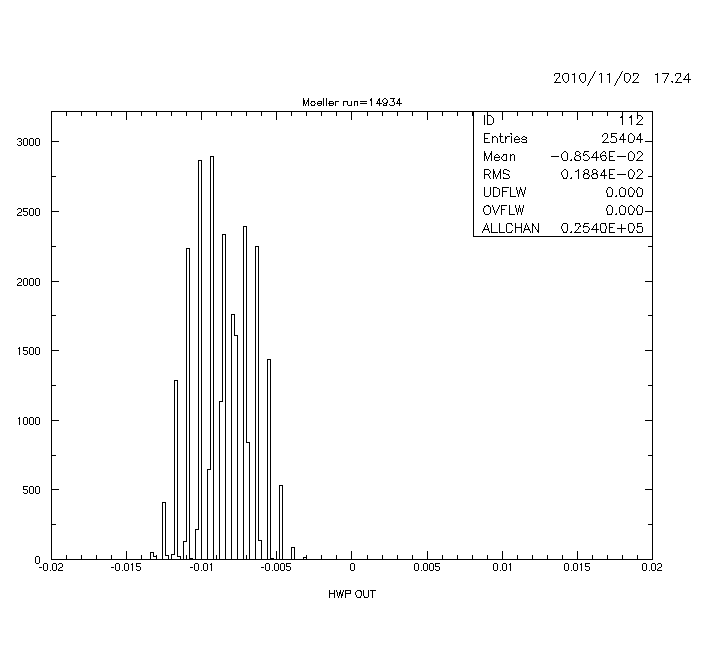 2010/11/02 17.24
Moeller run=14934
ID 112
Entries 25404
Mean -0.8546E-02
RMS 0.1884E-02
UDFLW 0.000
OVFLW 0.000
ALLCHAN 0.2540E+05
3000
2500
2000
1500
1000
500
0
-0.02 -0.015 -0.01 -0.005 0 0.005 0.01 0.015 0.02
HWP OUT